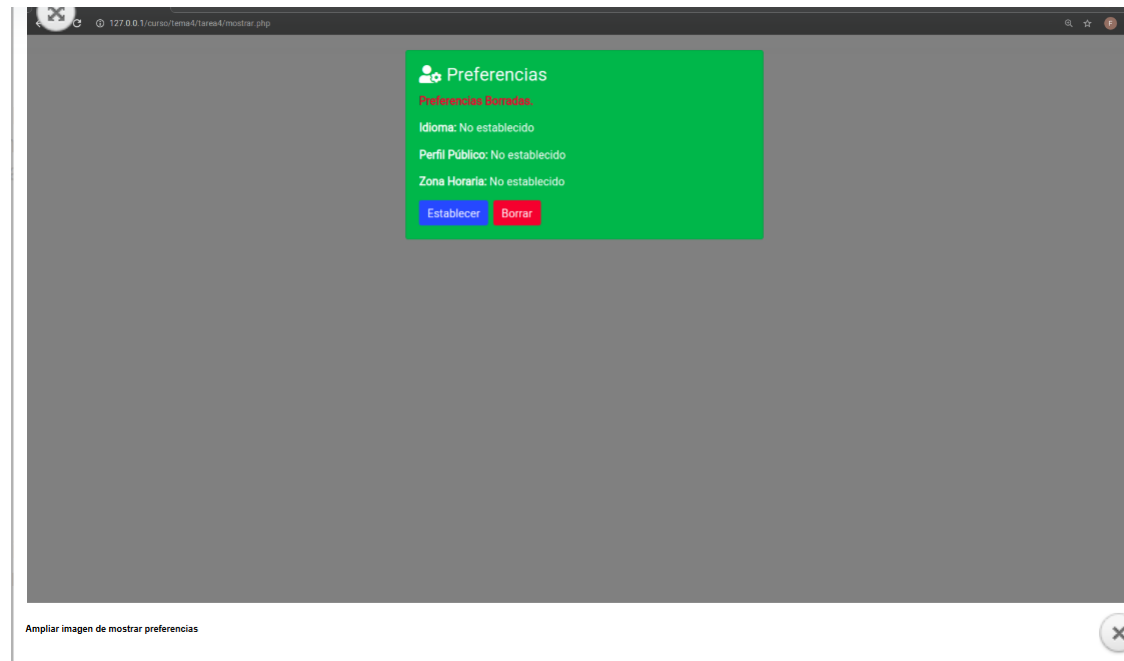 127.0.0.1/curso/tema4/tarea4/mostrar.php
F
Preferencias
Preferencias Borradas.
Idioma: No establecido
Perfil Público: No establecido
Zona Horaria: No establecido
Establecer Borrar
Ampliar imagen de mostrar preferencias